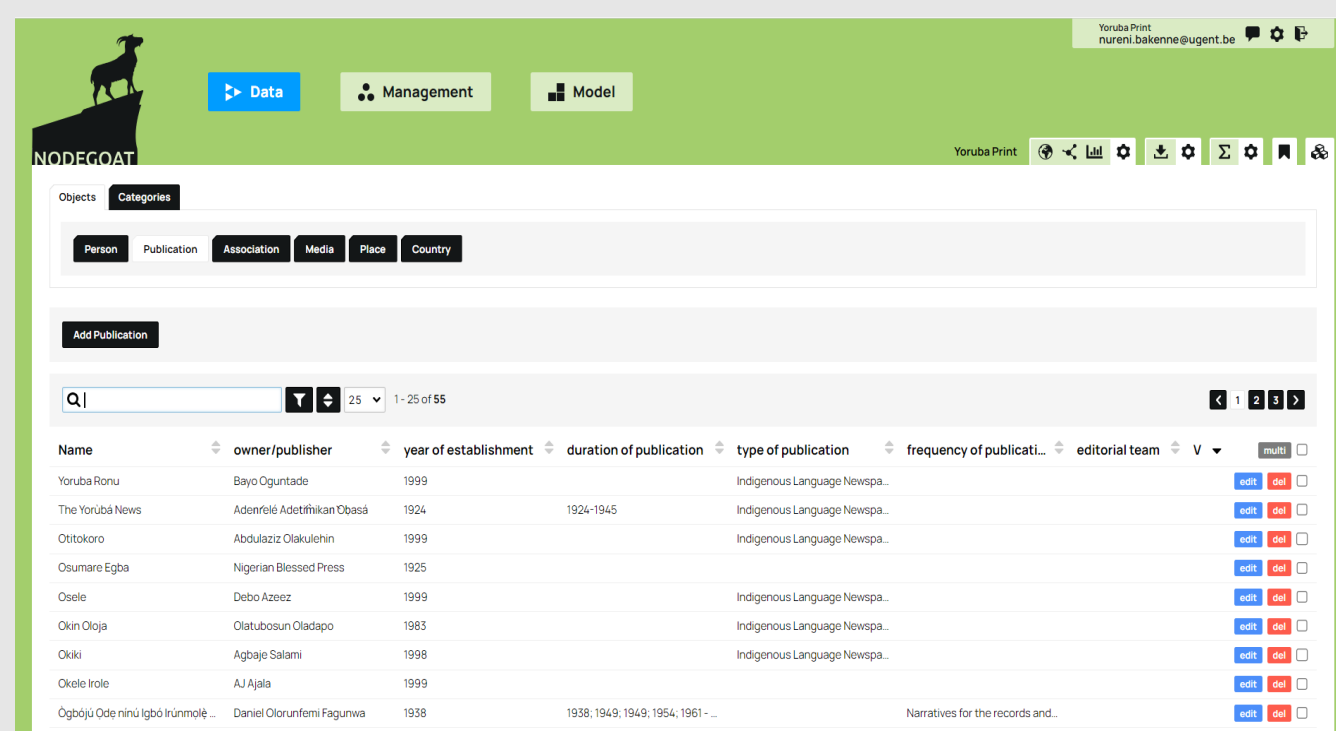 Yoruba Print
nureni.bakenne@ugent.be
Data Management Model
NODEGOAT
Yoruba Print
Objects Categories
Person Publication Association Media Place Country
Add Publication
25 1 - 25 of 55 1 2 3
Name owner/publisher year of establishment duration of publication type of publication frequency of publicati... editorial team V multi
Yoruba Ronu Bayo Oguntade 1999 Indigenous Language Newspa... edit del
The Yorùbá News 1924 1924-1945 Indigenous Language Newspa... edit del
Otitokoro Abdulaziz Olakulehin 1999 Indigenous Language Newspa... edit del
Osumare Egba Nigerian Blessed Press 1925 edit del
Osele Debo Azeez 1999 Indigenous Language Newspa... edit del
Okin Oloja Olatubosun Oladapo 1983 Indigenous Language Newspa... edit del
Okiki Agbaje Salami 1998 Indigenous Language Newspa... edit del
Okele Irole AJ Ajala 1999 edit del
Ògbójú Ọdẹ nínú Igbó Irúnmọlẹ̀ ... Daniel Olorunfemi Fagunwa 1938 1938; 1949; 1949; 1954; 1961 - ... Narratives for the records and... edit del